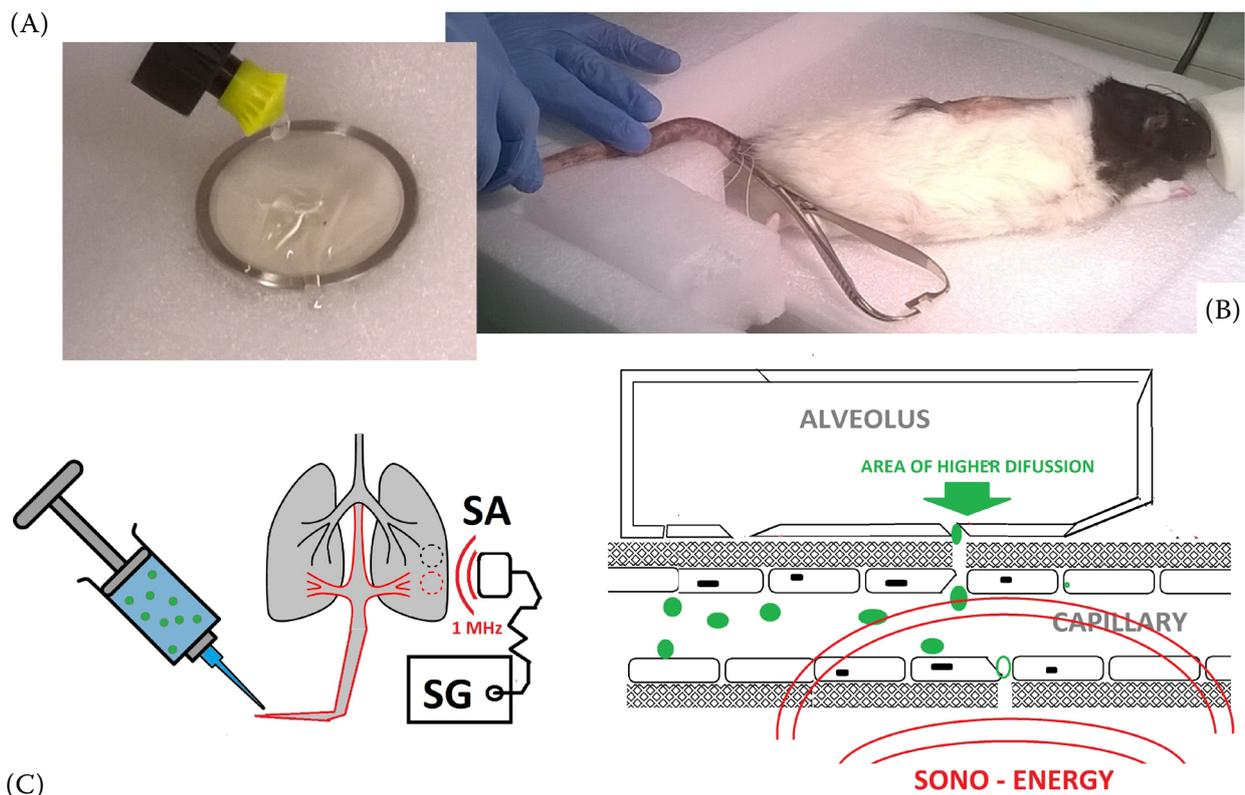 (A)
(B)
ALVEOLUS
AREA OF HIGHER DIFUSSION
SA
1 MHz
CAPILLARY
SG
SONO - ENERGY
(C)